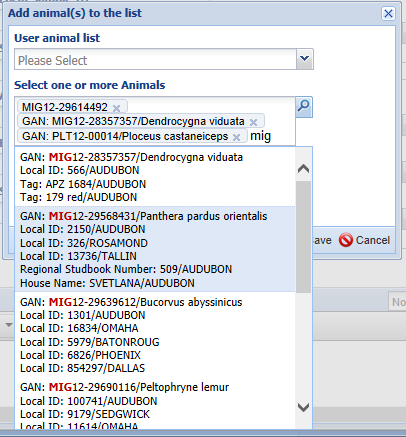 Add animal(s) to the list
User animal list
Please Select
Select one or more Animals
MIG12-29614492
GAN: MIG12-28357357/Dendrocygna viduata
GAN: PLT12-00014/Ploceus castaneiceps mig
GAN: MIG12-28357357/Dendrocygna viduata
Local ID: 566/AUDUBON
Tag: APZ 1684/AUDUBON
Tag: 179 red/AUDUBON
GAN: MIG12-29568431/Panthera pardus orientalis
Local ID: 2150/AUDUBON
Local ID: 326/ROSAMOND
Local ID: 13736/TALLIN
Regional Studbook Number: 509/AUDUBON
House Name: SVETLANA/AUDUBON
ave Cancel
GAN: MIG12-29639612/Bucorvus abyssinicus
No
Local ID: 1301/AUDUBON
Local ID: 16834/OMAHA
Local ID: 5979/BATONROUG
Local ID: 6826/PHOENIX
Local ID: 854297/DALLAS
GAN: MIG12-29690116/Peltophryne lemur
Local ID: 100741/AUDUBON
Local ID: 9179/SEDGWICK
Local ID: 11614/OMAHA